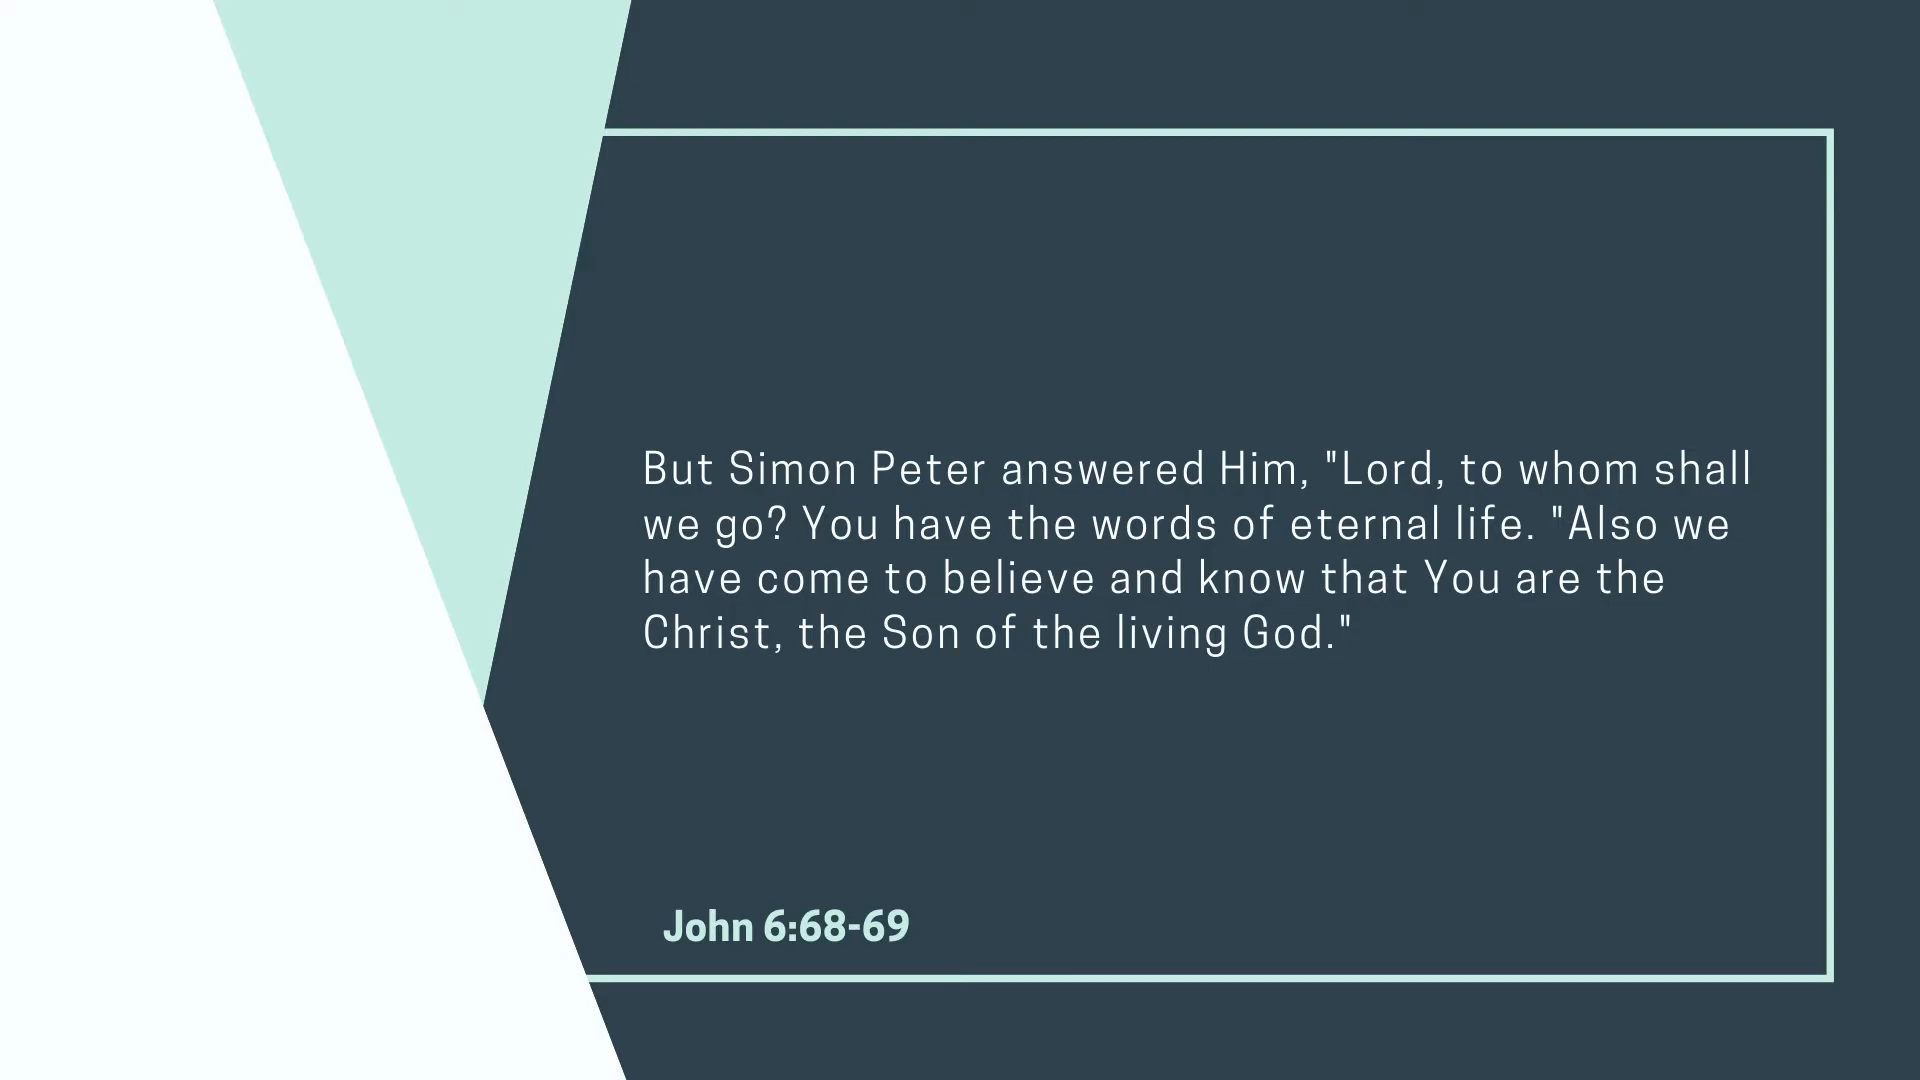 But Simon Peter answered Him, "Lord, to whom shall
we go? You have the words of eternal life. "Also we
have come to believe and know that You are the
Christ, the Son of the living God."
John 6:68-69